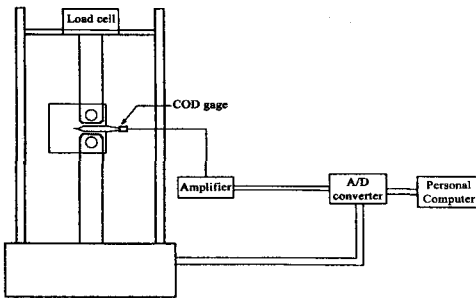 Load cell
COD gage
Amplifier
A/D
converter
Personal
Computer